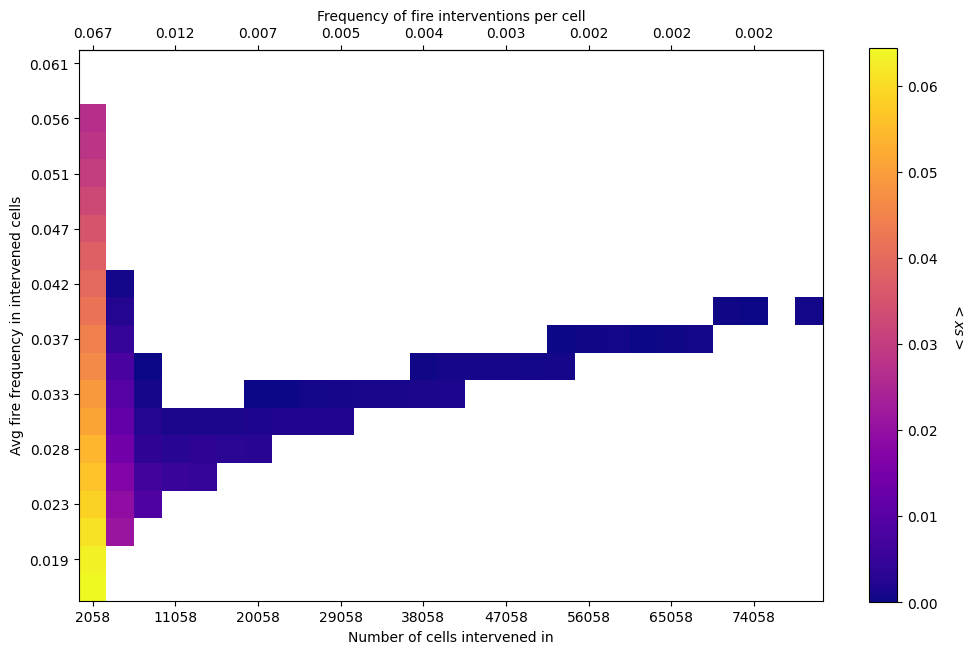 Frequency of fire interventions per cell
0.067 0.012 0.007 0.005 0.004 0.003 0.002 0.002 0.002
Avg fire frequency in intervened cells
0.061
0.056
0.051
0.047
0.042
0.037
0.033
0.028
0.023
0.019
2058 11058 20058 29058 38058 47058 56058 65058 74058
Number of cells intervened in
0.06
0.05
0.04
0.03
0.02
0.01
0.00
< sx >